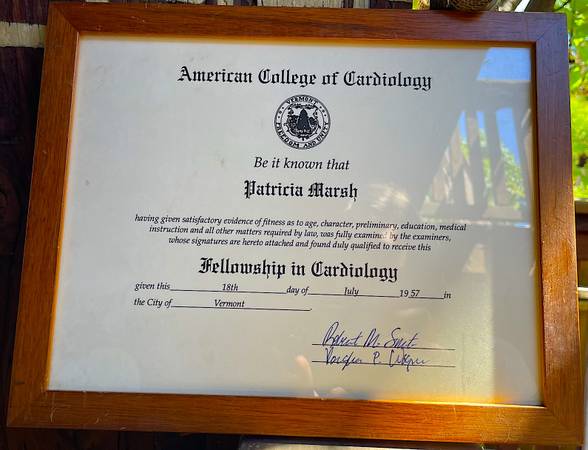 American College of Cardiology
VERMONT
FREEDOM AND UNITY
Be it known that
Patricia Marsh
having given satisfactory evidence of fitness as to age, character, preliminary, education, medical
instruction and all other matters required by law, was fully examined by the examiners,
whose signatures are hereto attached and found duly qualified to receive this
Fellowship in Cardiology
given this 18th day of July 1957 in
the City of Vermont
Robert M.
P.